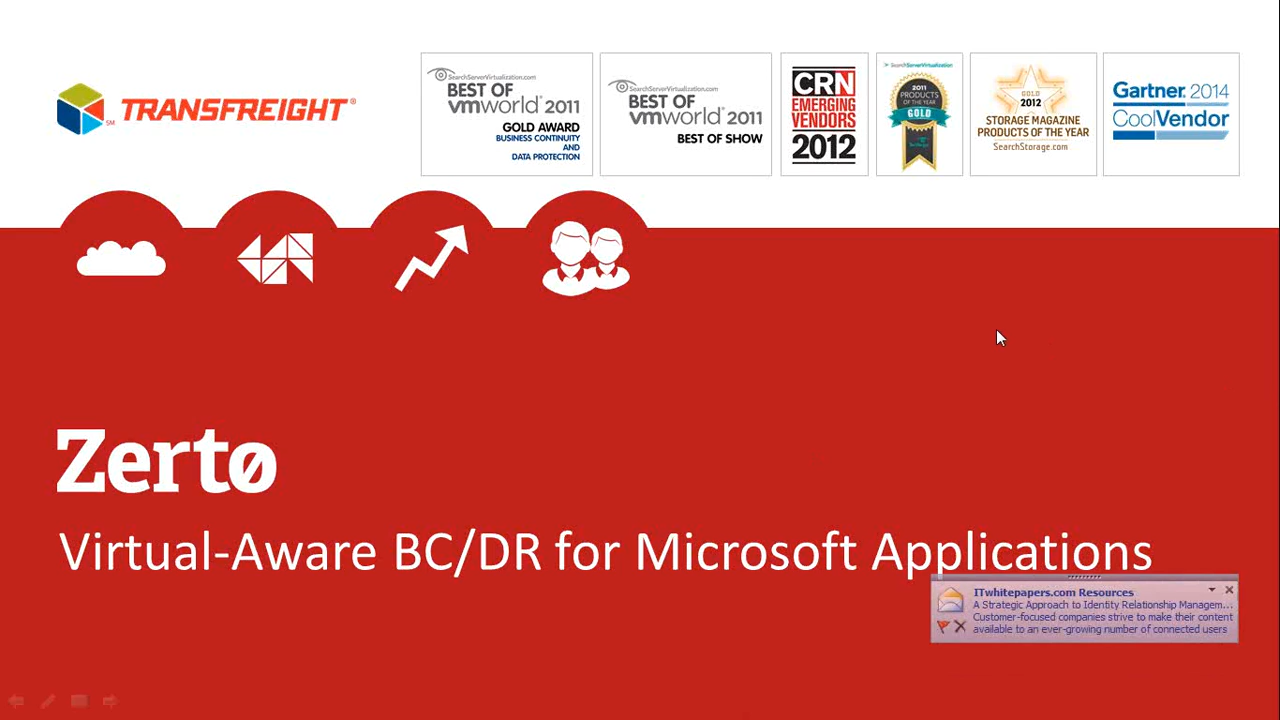 TRANSFREIGHT®
SM
SearchServerVirtualization.com
BEST OF
vmworld® 2011
GOLD AWARD
BUSINESS CONTINUITY
AND
DATA PROTECTION
SearchServerVirtualization.com
BEST OF
vmworld® 2011
BEST OF SHOW
CRN
EMERGING
VENDORS
2012
SearchServerVirtualization
2011
PRODUCTS
OF THE YEAR
GOLD
GOLD
2012
STORAGE MAGAZINE
PRODUCTS OF THE YEAR
SearchStorage.com
Gartner. 2014
CoolVendor
Zertø
Virtual-Aware BC/DR for Microsoft Applications
ITwhitepapers.com Resources
A Strategic Approach to Identity Relationship Managem...
Customer-focused companies strive to make their content
available to an ever-growing number of connected users